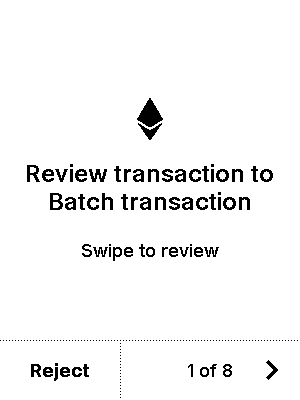 Review transaction to
Batch transaction
Swipe to review
Reject
1 of 8